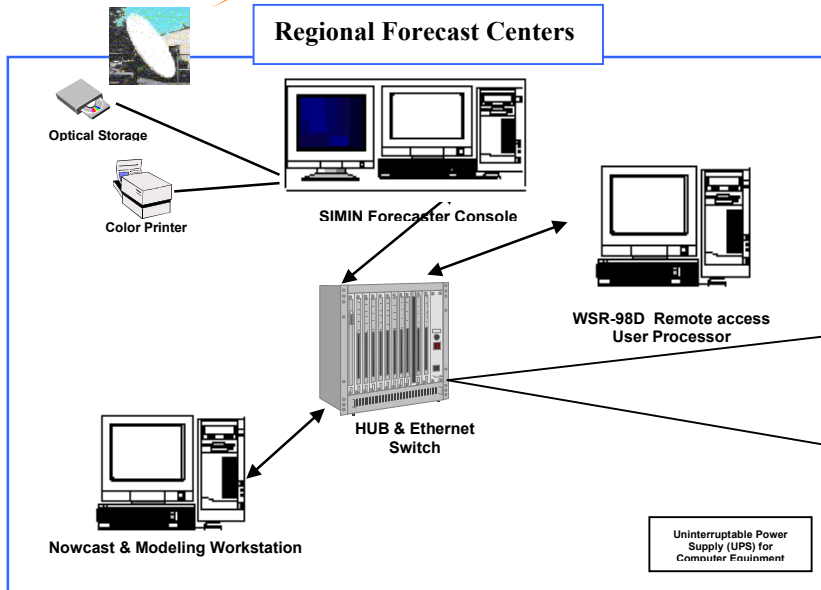 Regional Forecast Centers
Optical Storage
Color Printer
SIMIN Forecaster Console
WSR-98D Remote access
User Processor
HUB & Ethernet
Switch
Nowcast & Modeling Workstation
Uninterruptable Power
Supply (UPS) for
Computer Equipment